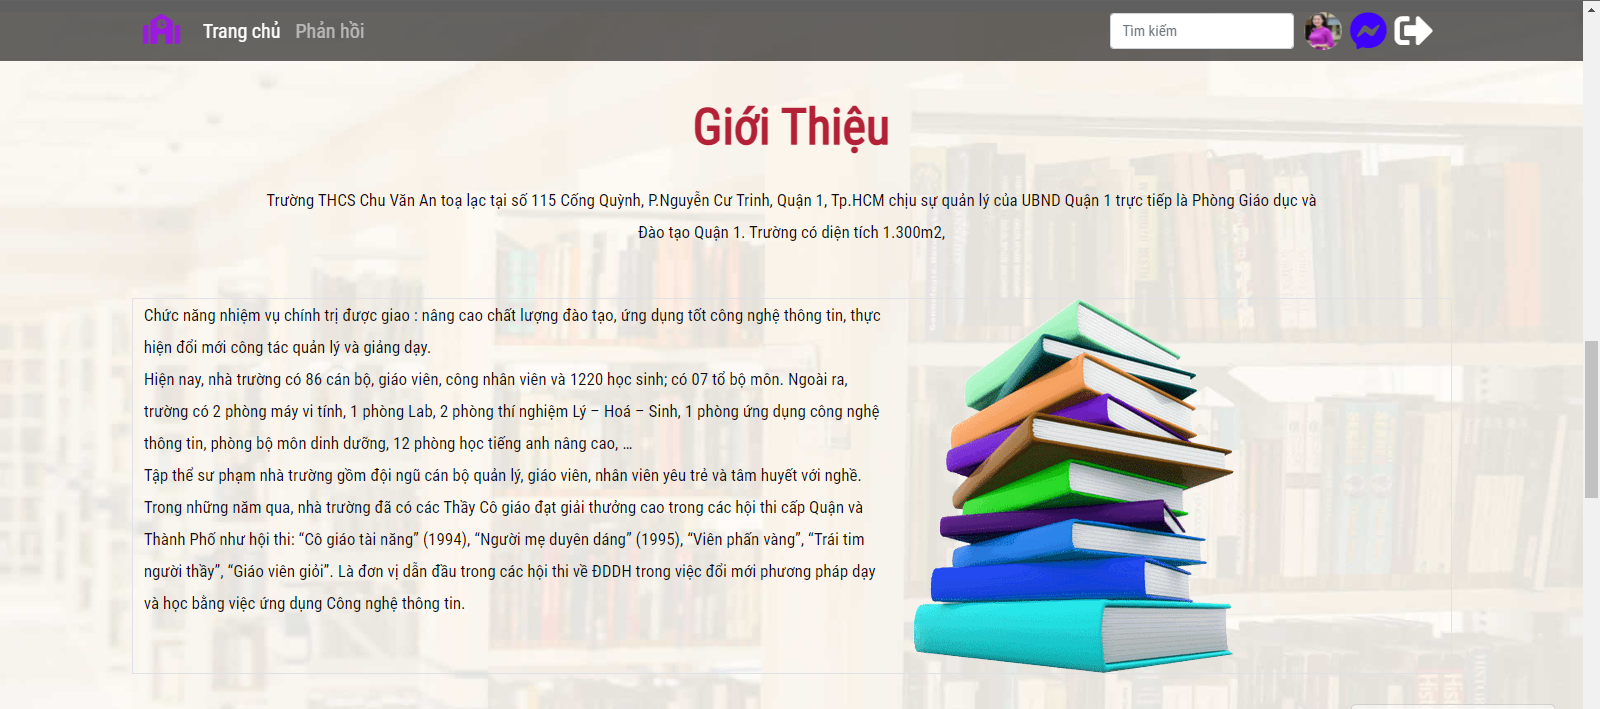 Trang chủ Phản hồi Tìm kiếm
Giới Thiệu
Trường THCS Chu Văn An toạ lạc tại số 115 Cống Quỳnh, P.Nguyễn Cư Trinh, Quận 1, Tp.HCM chịu sự quản lý của UBND Quận 1 trực tiếp là Phòng Giáo dục và
Đào tạo Quận 1. Trường có diện tích 1.300m2,
Chức năng nhiệm vụ chính trị được giao : nâng cao chất lượng đào tạo, ứng dụng tốt công nghệ thông tin, thực
hiện đổi mới công tác quản lý và giảng dạy.
Hiện nay, nhà trường có 86 cán bộ, giáo viên, công nhân viên và 1220 học sinh; có 07 tổ bộ môn. Ngoài ra,
trường có 2 phòng máy vi tính, 1 phòng Lab, 2 phòng thí nghiệm Lý – Hoá – Sinh, 1 phòng ứng dụng công nghệ
thông tin, phòng bộ môn dinh dưỡng, 12 phòng học tiếng anh nâng cao, ...
Tập thể sư phạm nhà trường gồm đội ngũ cán bộ quản lý, giáo viên, nhân viên yêu trẻ và tâm huyết với nghề.
Trong những năm qua, nhà trường đã có các Thầy Cô giáo đạt giải thưởng cao trong các hội thi cấp Quận và
Thành Phố như hội thi: “Cô giáo tài năng” (1994), “Người mẹ duyên dáng” (1995), “Viên phấn vàng”, “Trái tim
người thầy”, “Giáo viên giỏi”. Là đơn vị dẫn đầu trong các hội thi về ĐDDH trong việc đổi mới phương pháp dạy
và học bằng việc ứng dụng Công nghệ thông tin.